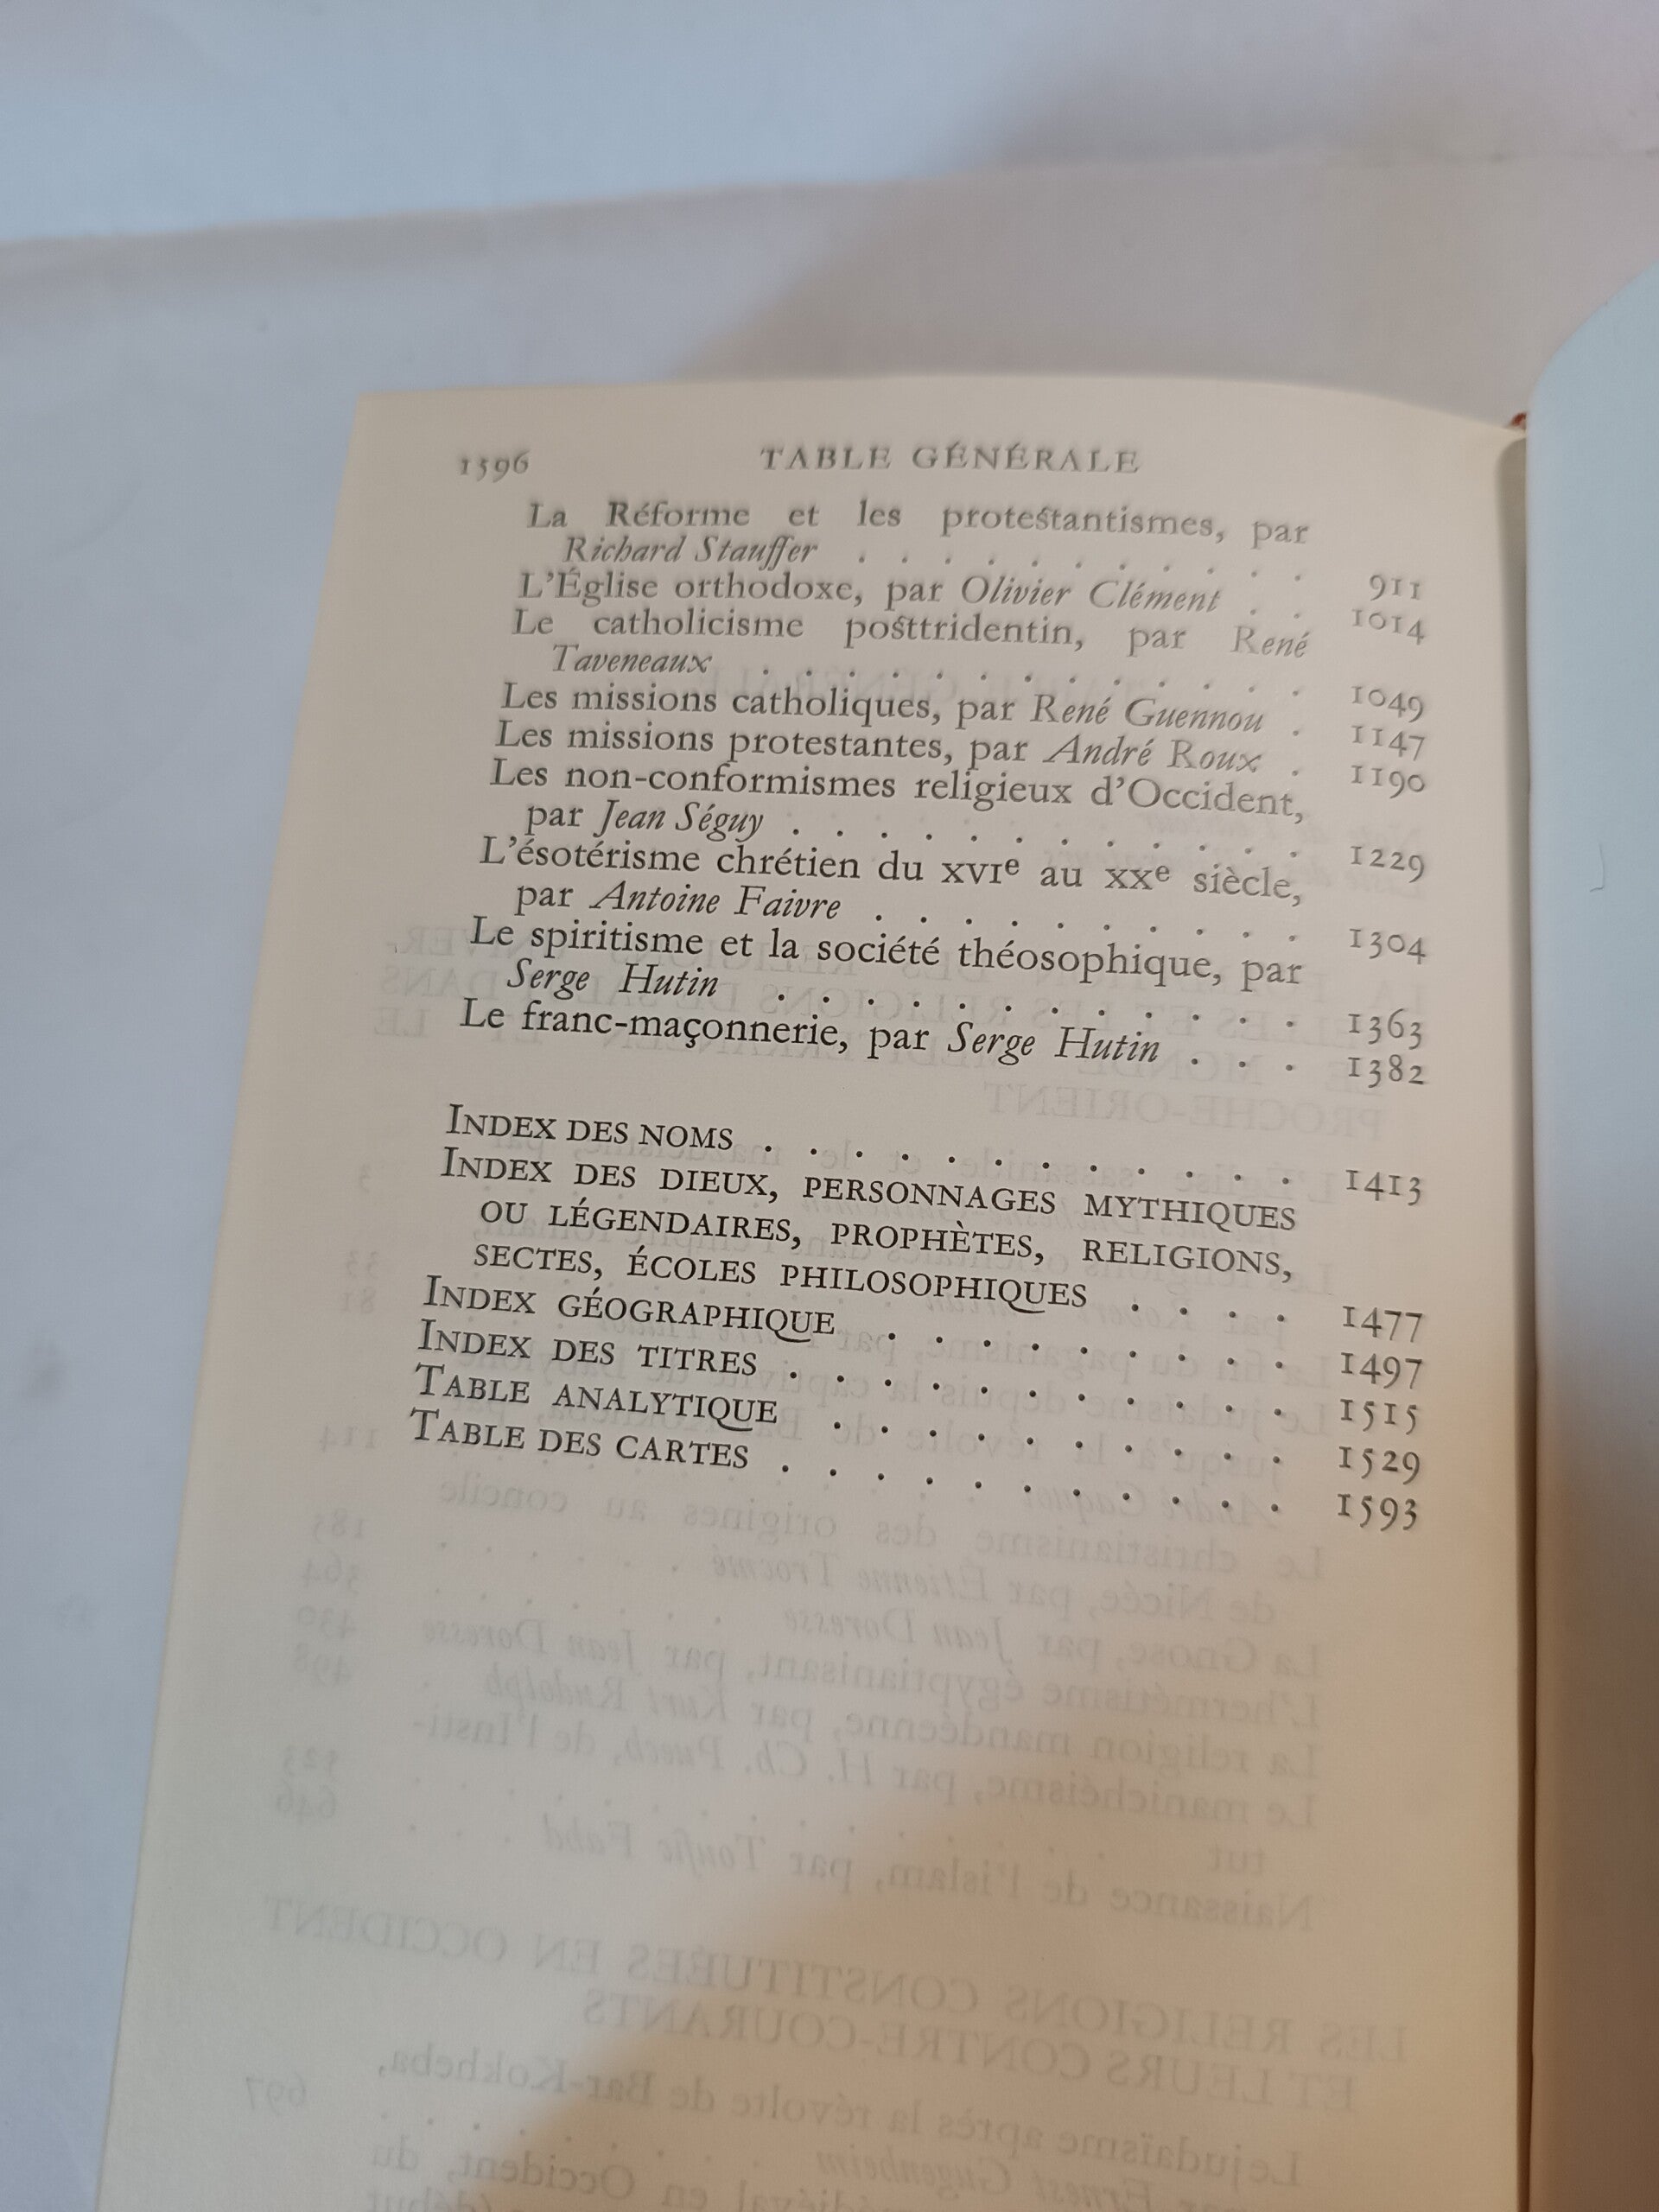 1596 TABLE GÉNÉRALE
La Réforme et les protestantismes, par
Richard Stauffer . . . . . . . . . . . 911
L'Église orthodoxe, par Olivier Clément . . 1014
Le catholicisme posttridentin, par René
Taveneaux . . . . . . . . . . . . . 1049
Les missions catholiques, par René Guennou . 1147
Les missions protestantes, par André Roux . 1190
Les non-conformismes religieux d'Occident,
par Jean Séguy . . . . . . . . . . . . 1229
L'ésotérisme chrétien du XVIe au XXe siècle,
par Antoine Faivre . . . . . . . . . . 1304
Le spiritisme et la société théosophique, par
Serge Hutin . . . . . . . . . . . . 1363
Le franc-maçonnerie, par Serge Hutin . . . 1382
INDEX DES NOMS . . . . . . . . . . . . 1413
INDEX DES DIEUX, PERSONNAGES MYTHIQUES
OU LÉGENDAIRES, PROPHÈTES, RELIGIONS,
SECTES, ÉCOLES PHILOSOPHIQUES . . . . 1477
INDEX GÉOGRAPHIQUE . . . . . . . . . 1497
INDEX DES TITRES . . . . . . . . . . . 1515
TABLE ANALYTIQUE . . . . . . . . . . 1529
TABLE DES CARTES . . . . . . . . . . . 1593